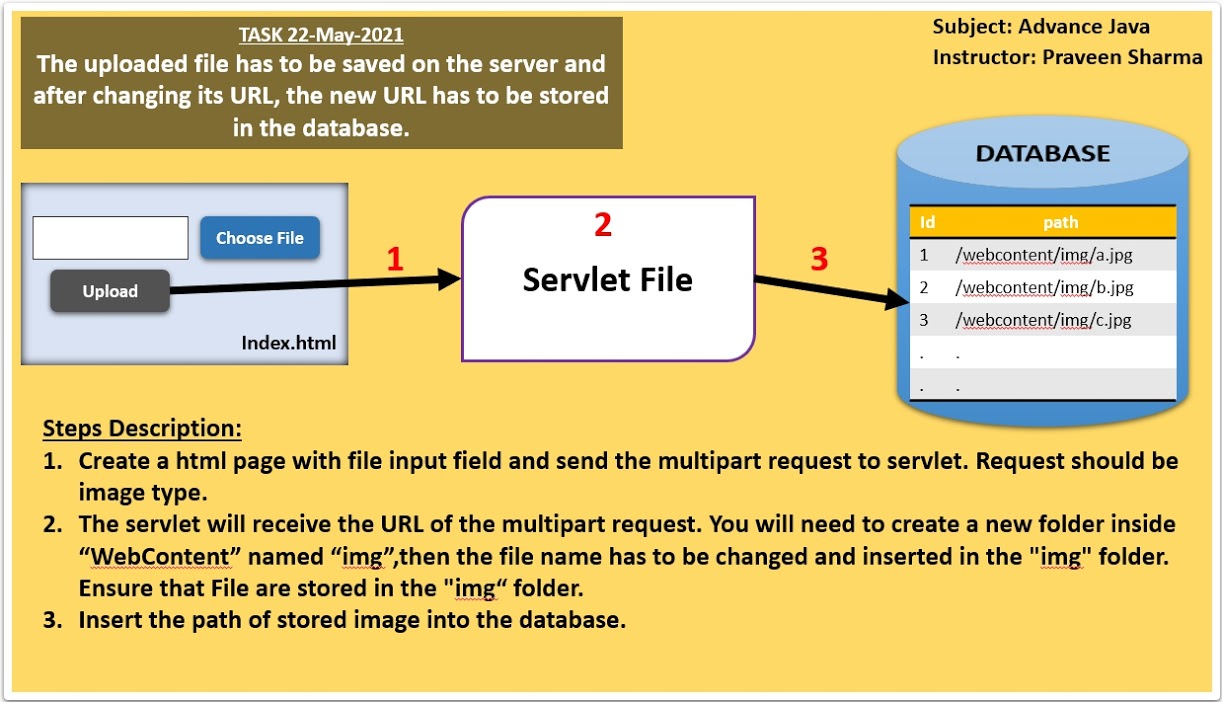 TASK 22-May-2021
The uploaded file has to be saved on the server and
after changing its URL, the new URL has to be stored
in the database.
Subject: Advance Java
Instructor: Praveen Sharma
Choose File
Upload
Index.html
1
2
Servlet File
3
DATABASE
Id path
1 /webcontent/img/a.jpg
2 /webcontent/img/b.jpg
3 /webcontent/img/c.jpg
. .
. .
Steps Description:
1. Create a html page with file input field and send the multipart request to servlet. Request should be
image type.
2. The servlet will receive the URL of the multipart request. You will need to create a new folder inside
“WebContent” named “img”,then the file name has to be changed and inserted in the "img" folder.
Ensure that File are stored in the "img“ folder.
3. Insert the path of stored image into the database.